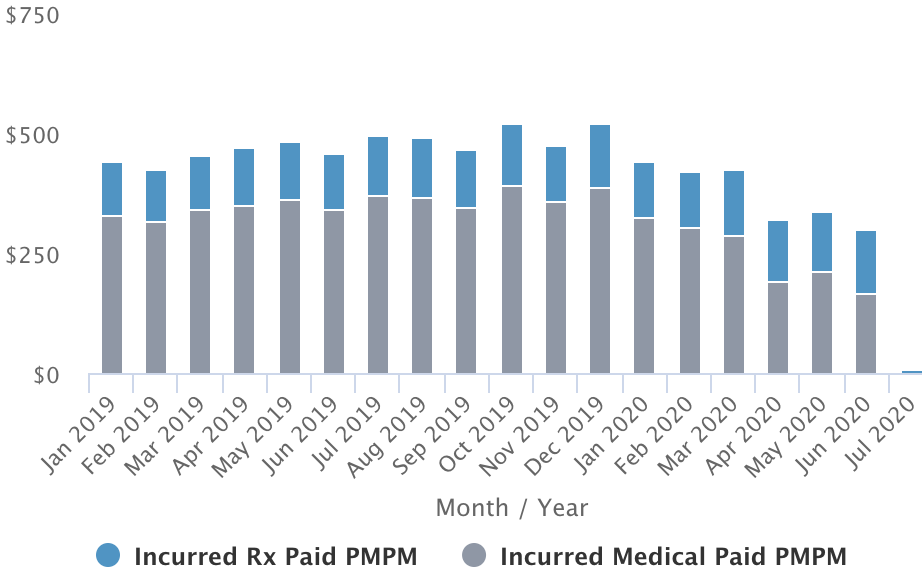 $750
$500
$250
$0
Jan 2019
Feb 2019
Mar 2019
Apr 2019
May 2019
Jun 2019
Jul 2019
Aug 2019
Sep 2019
Oct 2019
Nov 2019
Dec 2019
Jan 2020
Feb 2020
Mar 2020
Apr 2020
May 2020
Jun 2020
Jul 2020
Month / Year
Incurred Rx Paid PMPM
Incurred Medical Paid PMPM